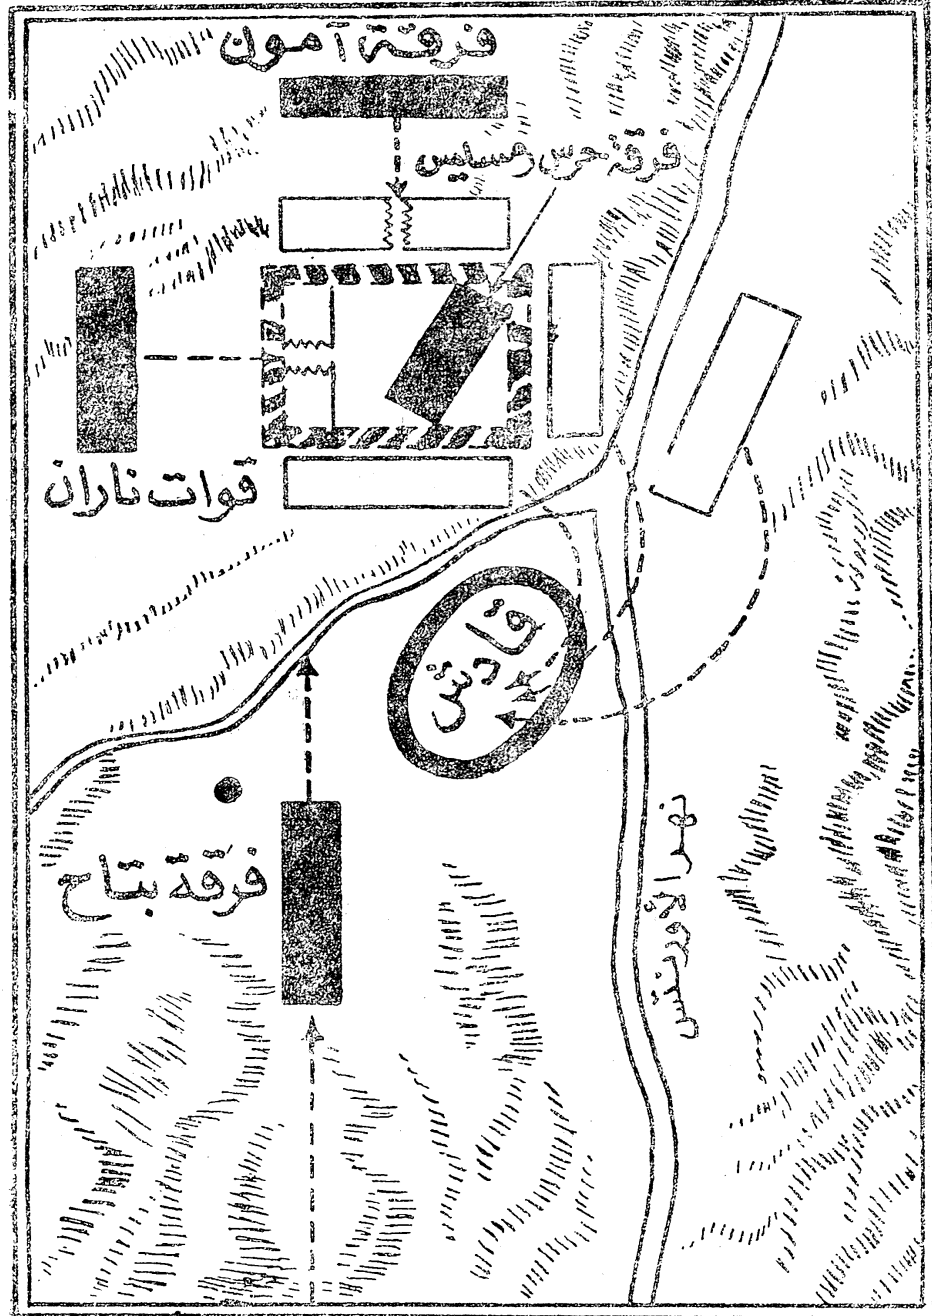 فرقة آمون
فرقة حرس رمسيس
قوات ناران
قادش
فرقة بتاح
نهر الأورنتس